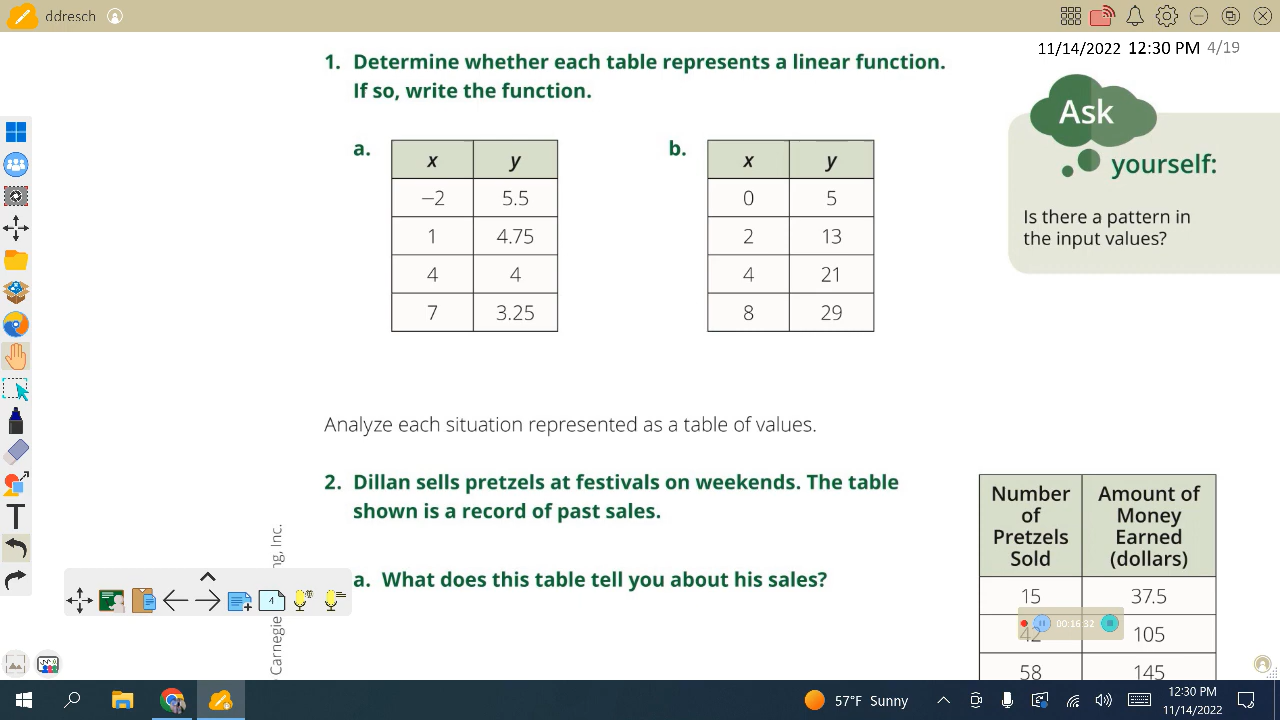 ddresch
11/14/2022 12:30 PM 4/19
1. Determine whether each table represents a linear function.
If so, write the function.
Ask
yourself:
Is there a pattern in
the input values?
a.
x y
−2 5.5
1 4.75
4 4
7 3.25
b.
x y
0 5
2 13
4 21
8 29
Analyze each situation represented as a table of values.
2. Dillan sells pretzels at festivals on weekends. The table
shown is a record of past sales.
a. What does this table tell you about his sales?
Number
of
Pretzels
Sold
Amount of
Money
Earned
(dollars)
15 37.5
42 105
58 145
00:16:32
Carnegie
ng, Inc.
4
57°F Sunny
12:30 PM
11/14/2022